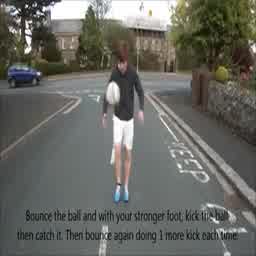 KEEP
Bounce the ball and with your stronger foot, kick the ball
then catch it. Then bounce again doing 1 more kick each time.